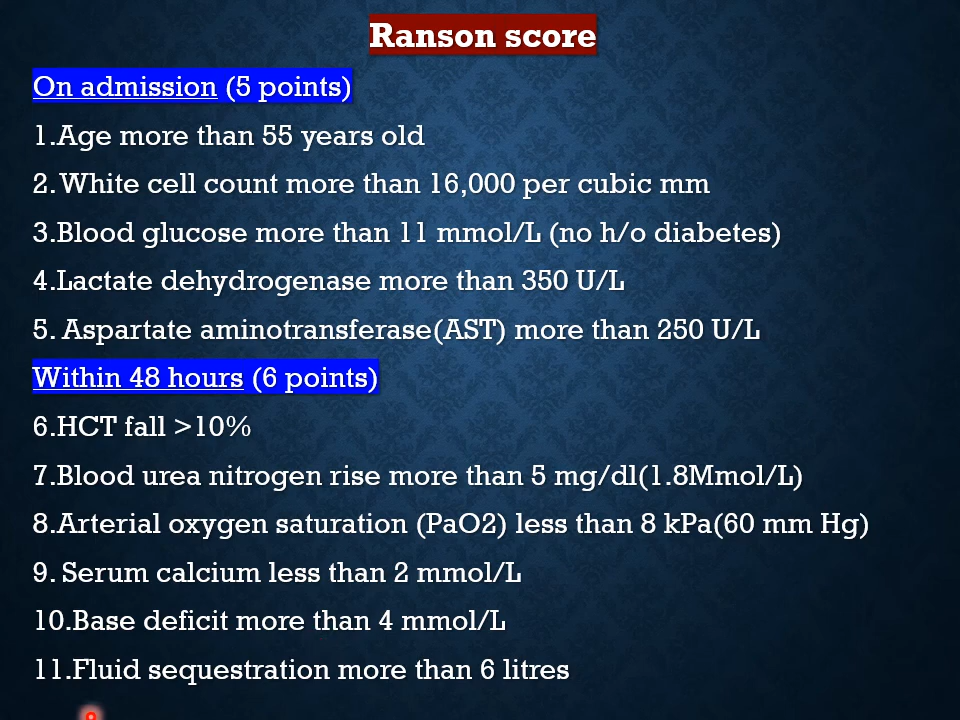 Ranson score
On admission (5 points)
1.Age more than 55 years old
2. White cell count more than 16,000 per cubic mm
3.Blood glucose more than 11 mmol/L (no h/o diabetes)
4.Lactate dehydrogenase more than 350 U/L
5. Aspartate aminotransferase(AST) more than 250 U/L
Within 48 hours (6 points)
6.HCT fall >10%
7.Blood urea nitrogen rise more than 5 mg/dl(1.8Mmol/L)
8.Arterial oxygen saturation (PaO2) less than 8 kPa(60 mm Hg)
9. Serum calcium less than 2 mmol/L
10.Base deficit more than 4 mmol/L
11.Fluid sequestration more than 6 litres